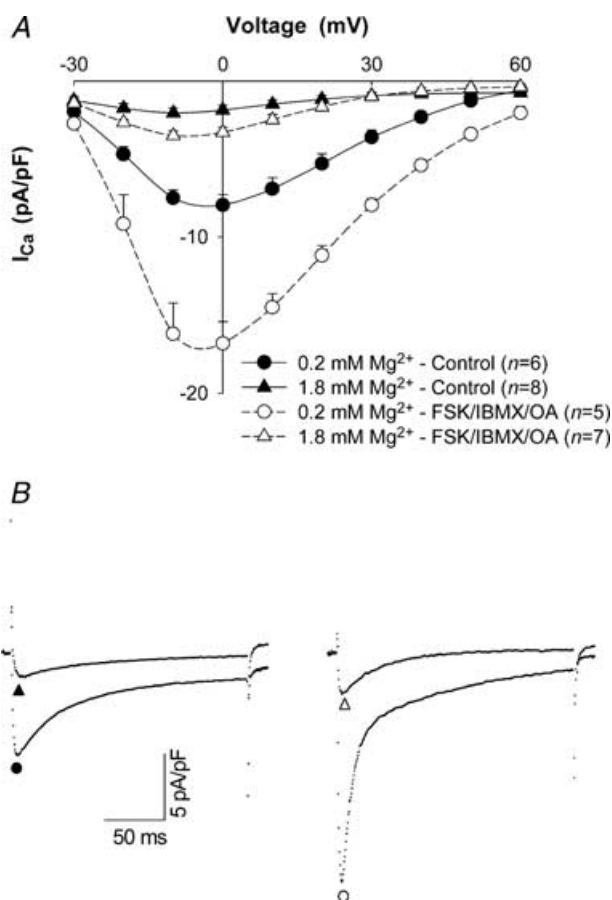 A
Voltage (mV)
-30 0 30 60
I_Ca (pA/pF)
-10
-20
0.2 mM Mg²⁺ - Control (n=6)
1.8 mM Mg²⁺ - Control (n=8)
0.2 mM Mg²⁺ - FSK/IBMX/OA (n=5)
1.8 mM Mg²⁺ - FSK/IBMX/OA (n=7)
B
5 pA/pF
50 ms